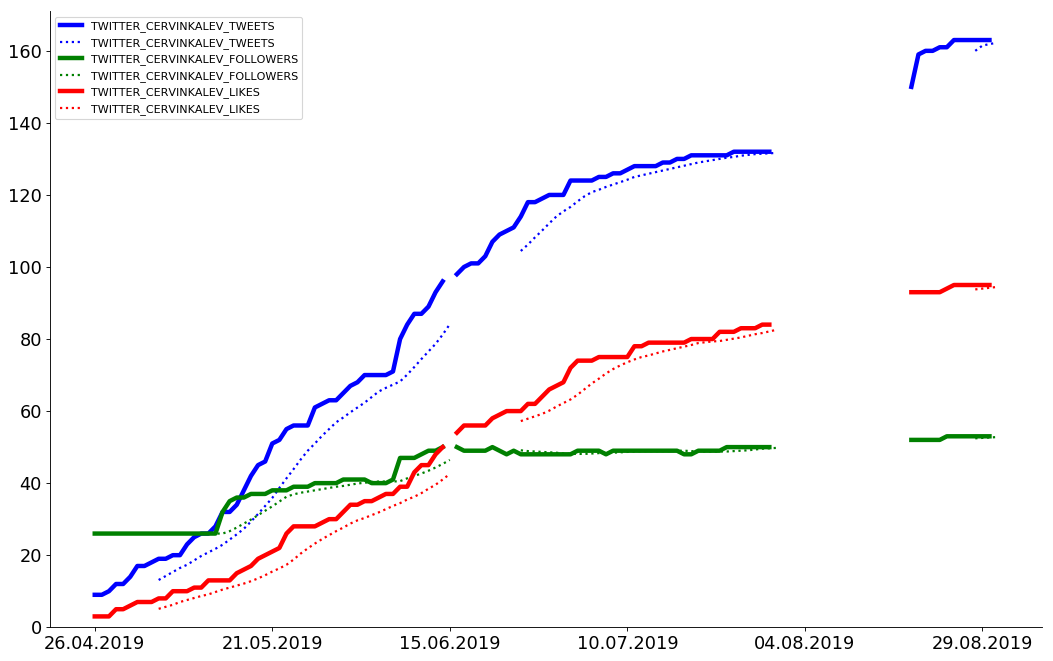 TWITTER_CERVINKALEV_TWEETS
TWITTER_CERVINKALEV_TWEETS
TWITTER_CERVINKALEV_FOLLOWERS
TWITTER_CERVINKALEV_FOLLOWERS
TWITTER_CERVINKALEV_LIKES
TWITTER_CERVINKALEV_LIKES
160
140
120
100
80
60
40
20
0
26.04.2019 21.05.2019 15.06.2019 10.07.2019 04.08.2019 29.08.2019